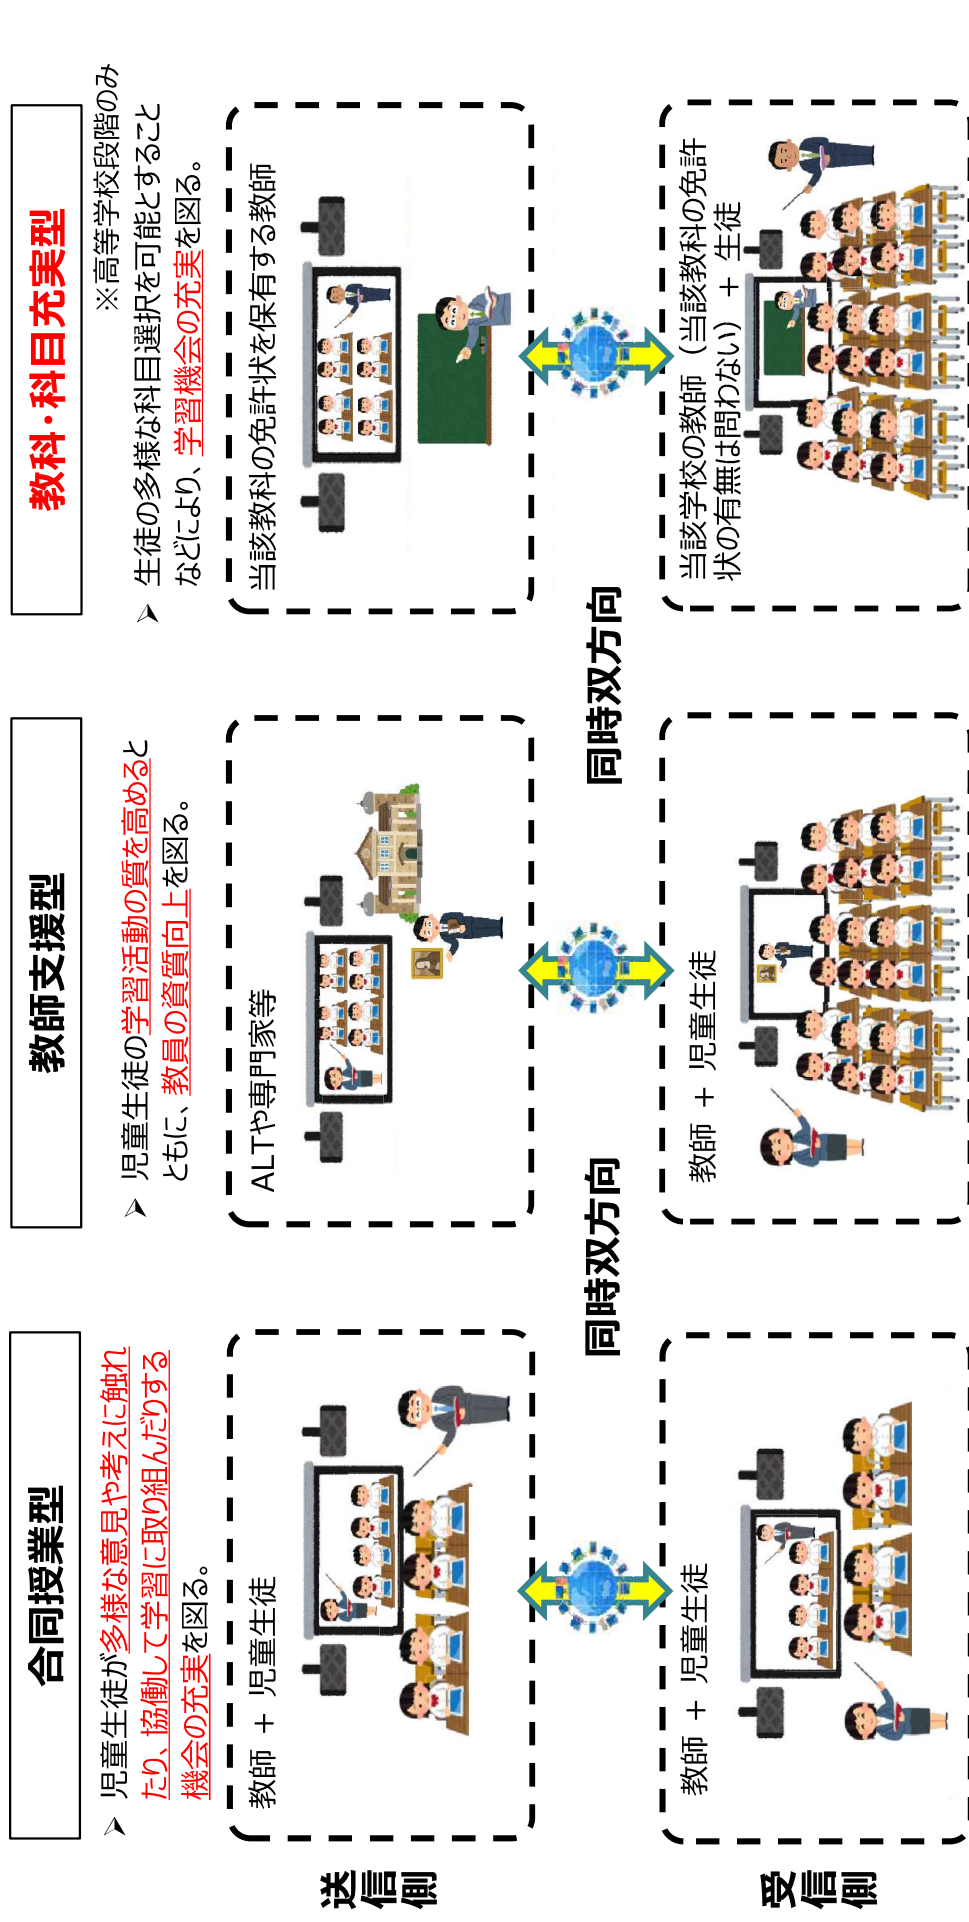 合同授業型
児童生徒が多様な意見や考えに触れ
たり、協働して学習に取り組んだりする
機会の充実を図る。
教師支援型
児童生徒の学習活動の質を高めると
ともに、教員の資質向上を図る。
教科・科目充実型
※高等学校段階のみ
生徒の多様な科目選択を可能とすること
などにより、学習機会の充実を図る。
送信側
教師 + 児童生徒
ALTや専門家等
当該教科の免許状を保有する教師
同時双方向
同時双方向
受信側
教師 + 児童生徒
教師 + 児童生徒
当該学校の教師 (当該教科の免許
状の有無は問わない) + 生徒